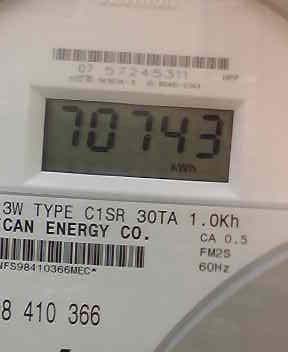 07 57245311
70743
kWh
3W TYPE C1SR 30TA 1.0Kh
CAN ENERGY CO.
CA 0.5
FM2S
60Hz
NFS98410366MEC*
8 410 366